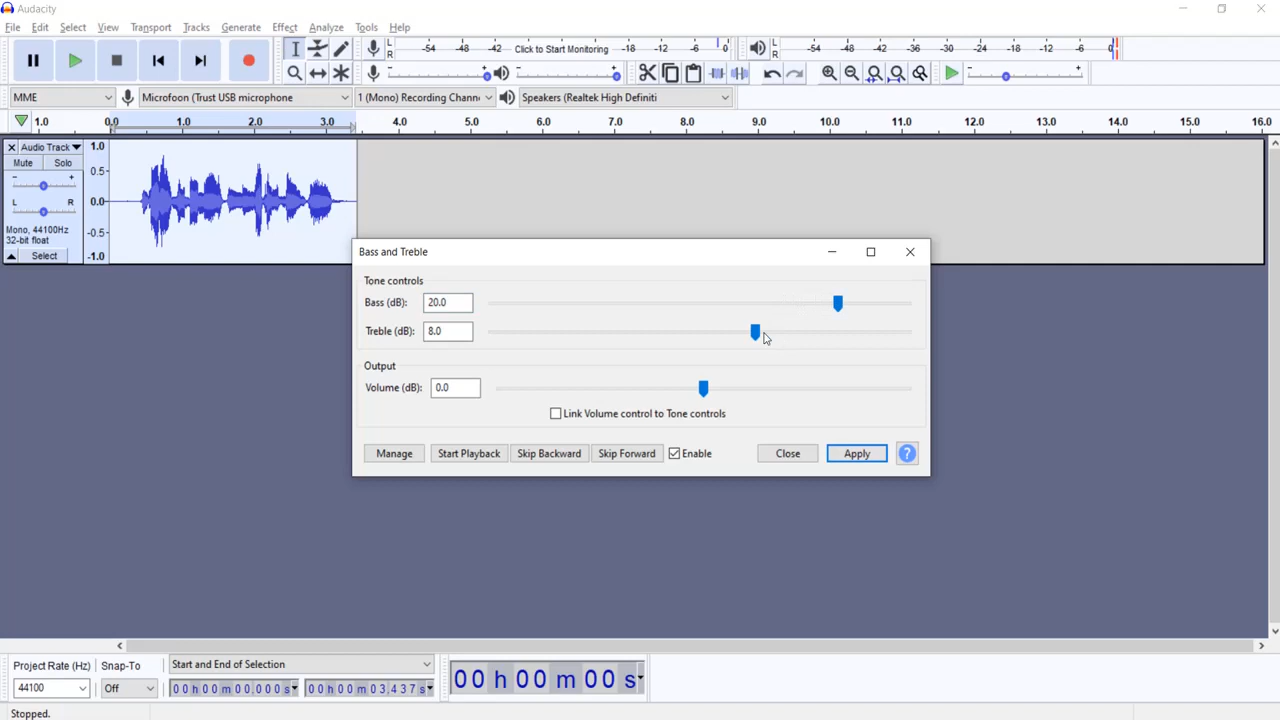 Audacity
File Edit Select View Transport Tracks Generate Effect Analyze Tools Help
L R -54 -48 -42 Click to Start Monitoring -18 -12 -6 0 L R -54 -48 -42 -36 -30 -24 -18 -12 -6 0
- + - + - +
MME Microfoon (Trust USB microphone 1 (Mono) Recording Chann Speakers (Realtek High Definiti
1.0 0.0 1.0 2.0 3.0 4.0 5.0 6.0 7.0 8.0 9.0 10.0 11.0 12.0 13.0 14.0 15.0 16.0
Audio Track 1.0
Mute Solo
- + 0.5
L R 0.0
Mono, 44100Hz -0.5
32-bit float
Select -1.0
Bass and Treble
Tone controls
Bass (dB): 20.0
Treble (dB): 8.0
Output
Volume (dB): 0.0
Link Volume control to Tone controls
Manage Start Playback Skip Backward Skip Forward Enable Close Apply ?
Project Rate (Hz) Snap-To Start and End of Selection
44100 Off 00h00m00.000s 00h00m03.437s 00 h 00 m 00 s
Stopped.